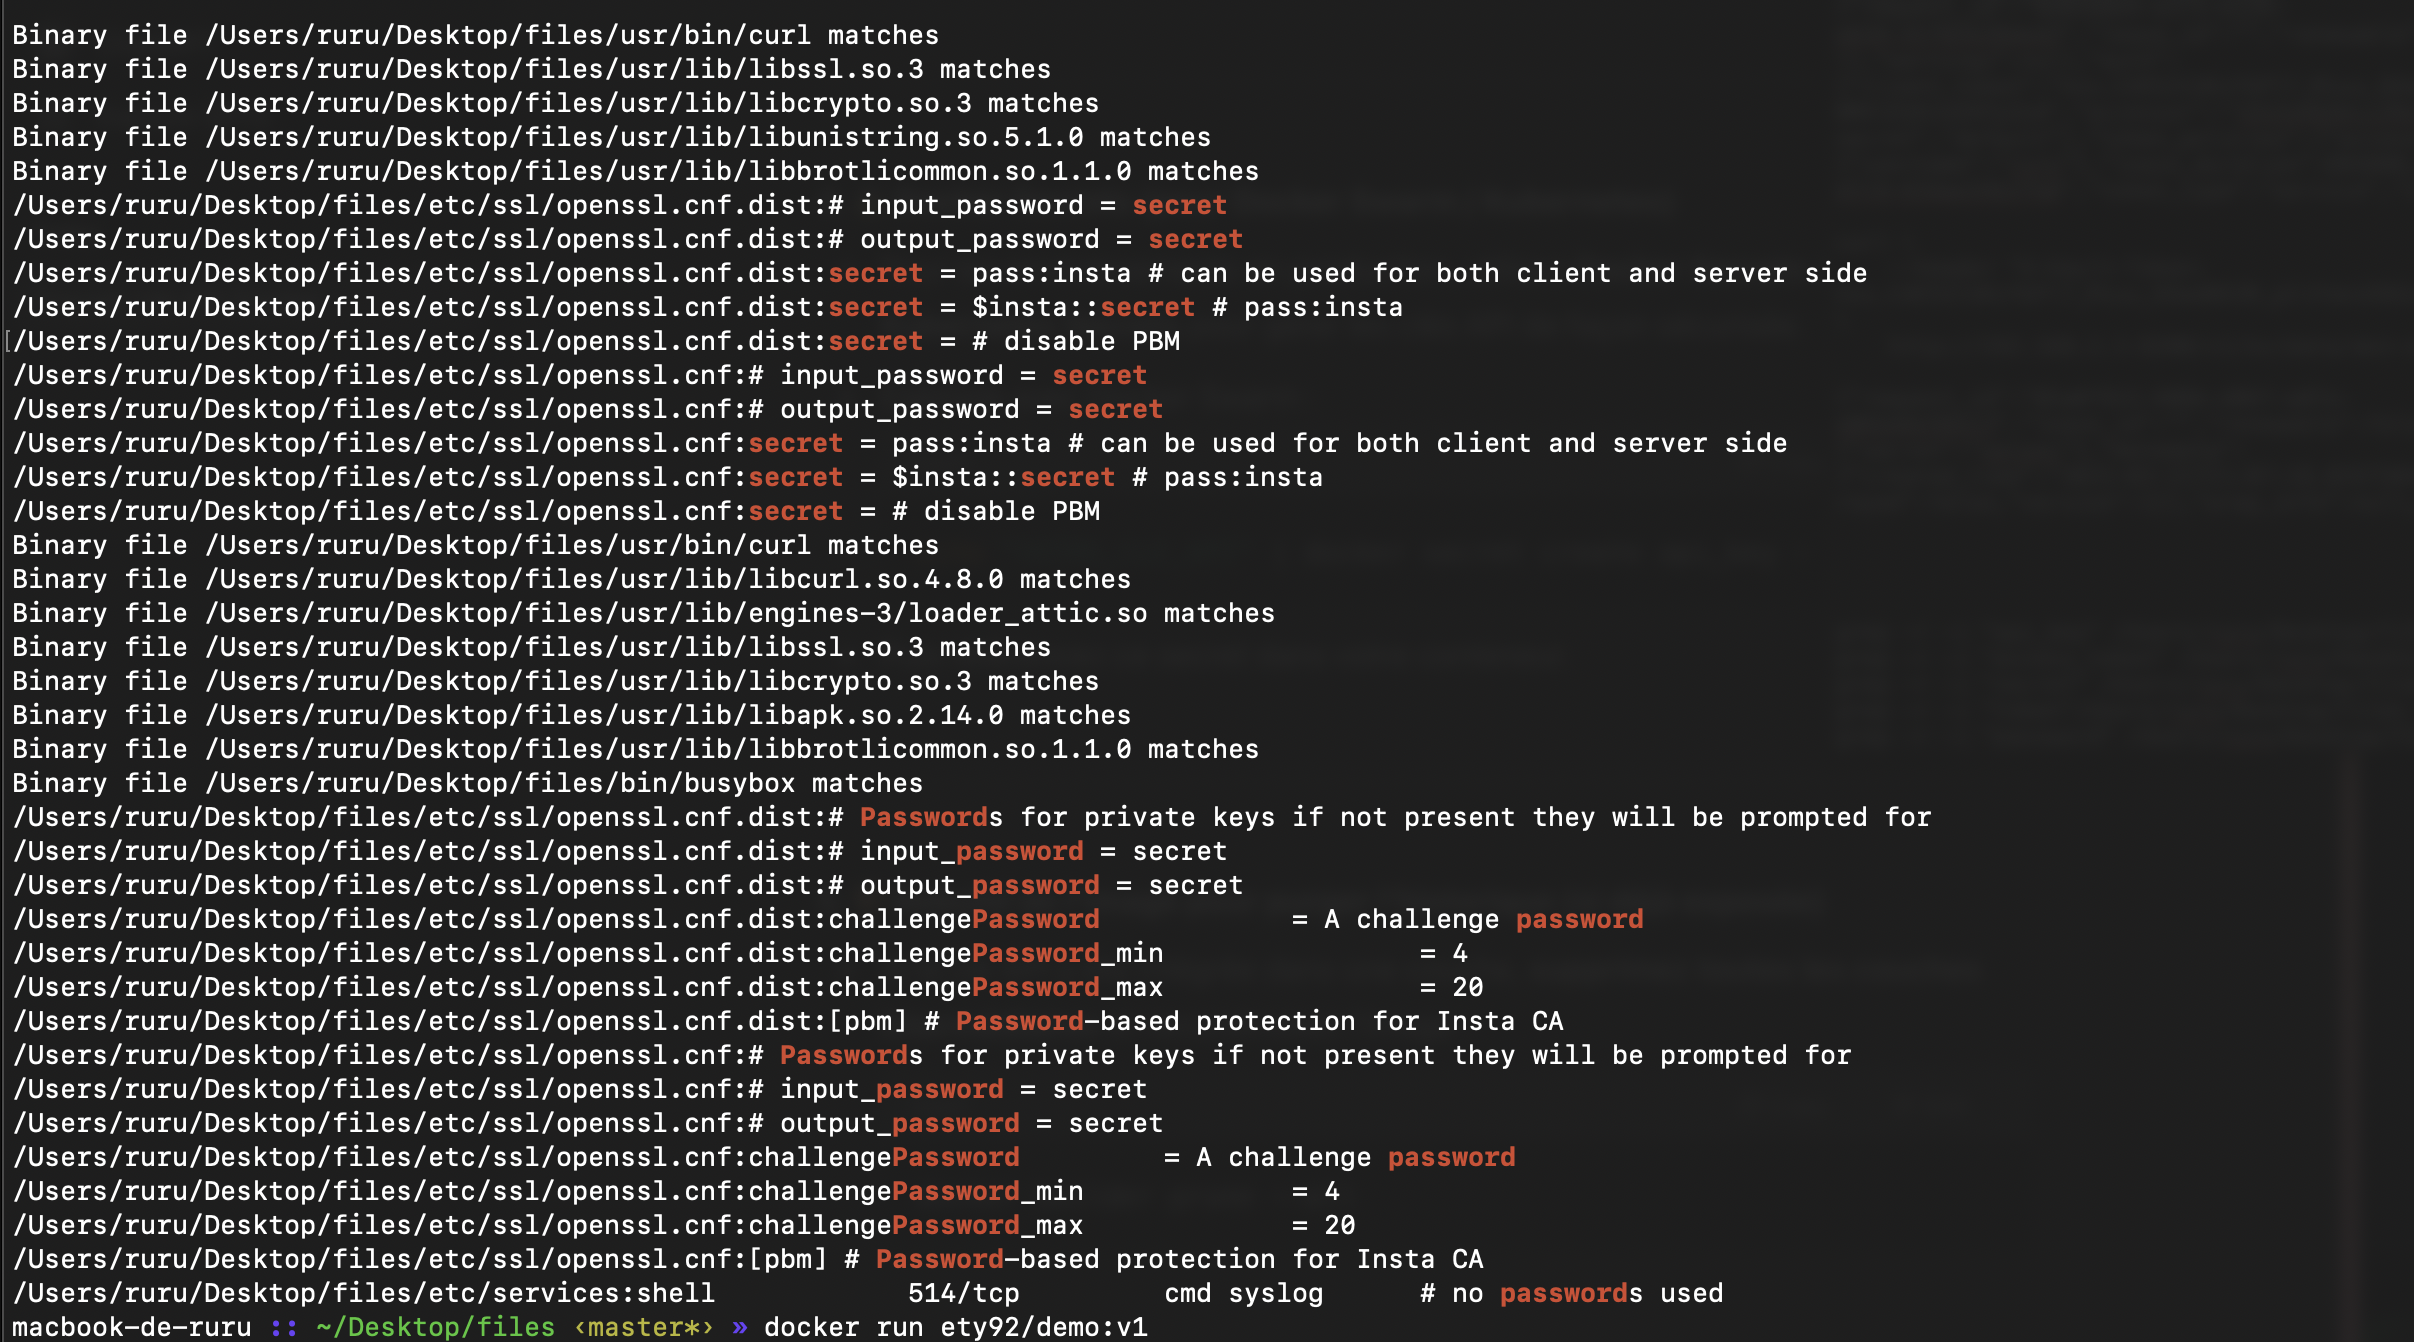 Binary file /Users/ruru/Desktop/files/usr/bin/curl matches
Binary file /Users/ruru/Desktop/files/usr/lib/libssl.so.3 matches
Binary file /Users/ruru/Desktop/files/usr/lib/libcrypto.so.3 matches
Binary file /Users/ruru/Desktop/files/usr/lib/libunistring.so.5.1.0 matches
Binary file /Users/ruru/Desktop/files/usr/lib/libbrotlicommon.so.1.1.0 matches
/Users/ruru/Desktop/files/etc/ssl/openssl.cnf.dist:# input_password = secret
/Users/ruru/Desktop/files/etc/ssl/openssl.cnf.dist:# output_password = secret
/Users/ruru/Desktop/files/etc/ssl/openssl.cnf.dist:secret = pass:insta # can be used for both client and server side
/Users/ruru/Desktop/files/etc/ssl/openssl.cnf.dist:secret = $insta::secret # pass:insta
[/Users/ruru/Desktop/files/etc/ssl/openssl.cnf.dist:secret = # disable PBM
/Users/ruru/Desktop/files/etc/ssl/openssl.cnf:# input_password = secret
/Users/ruru/Desktop/files/etc/ssl/openssl.cnf:# output_password = secret
/Users/ruru/Desktop/files/etc/ssl/openssl.cnf:secret = pass:insta # can be used for both client and server side
/Users/ruru/Desktop/files/etc/ssl/openssl.cnf:secret = $insta::secret # pass:insta
/Users/ruru/Desktop/files/etc/ssl/openssl.cnf:secret = # disable PBM
Binary file /Users/ruru/Desktop/files/usr/bin/curl matches
Binary file /Users/ruru/Desktop/files/usr/lib/libcurl.so.4.8.0 matches
Binary file /Users/ruru/Desktop/files/usr/lib/engines-3/loader_attic.so matches
Binary file /Users/ruru/Desktop/files/usr/lib/libssl.so.3 matches
Binary file /Users/ruru/Desktop/files/usr/lib/libcrypto.so.3 matches
Binary file /Users/ruru/Desktop/files/usr/lib/libapk.so.2.14.0 matches
Binary file /Users/ruru/Desktop/files/usr/lib/libbrotlicommon.so.1.1.0 matches
Binary file /Users/ruru/Desktop/files/bin/busybox matches
/Users/ruru/Desktop/files/etc/ssl/openssl.cnf.dist:# Passwords for private keys if not present they will be prompted for
/Users/ruru/Desktop/files/etc/ssl/openssl.cnf.dist:# input_password = secret
/Users/ruru/Desktop/files/etc/ssl/openssl.cnf.dist:# output_password = secret
/Users/ruru/Desktop/files/etc/ssl/openssl.cnf.dist:challengePassword = A challenge password
/Users/ruru/Desktop/files/etc/ssl/openssl.cnf.dist:challengePassword_min = 4
/Users/ruru/Desktop/files/etc/ssl/openssl.cnf.dist:challengePassword_max = 20
/Users/ruru/Desktop/files/etc/ssl/openssl.cnf.dist:[pbm] # Password-based protection for Insta CA
/Users/ruru/Desktop/files/etc/ssl/openssl.cnf:# Passwords for private keys if not present they will be prompted for
/Users/ruru/Desktop/files/etc/ssl/openssl.cnf:# input_password = secret
/Users/ruru/Desktop/files/etc/ssl/openssl.cnf:# output_password = secret
/Users/ruru/Desktop/files/etc/ssl/openssl.cnf:challengePassword = A challenge password
/Users/ruru/Desktop/files/etc/ssl/openssl.cnf:challengePassword_min = 4
/Users/ruru/Desktop/files/etc/ssl/openssl.cnf:challengePassword_max = 20
/Users/ruru/Desktop/files/etc/ssl/openssl.cnf:[pbm] # Password-based protection for Insta CA
/Users/ruru/Desktop/files/etc/services:shell 514/tcp cmd syslog # no passwords used
macbook-de-ruru :: ~/Desktop/files ‹master*› » docker run ety92/demo:v1